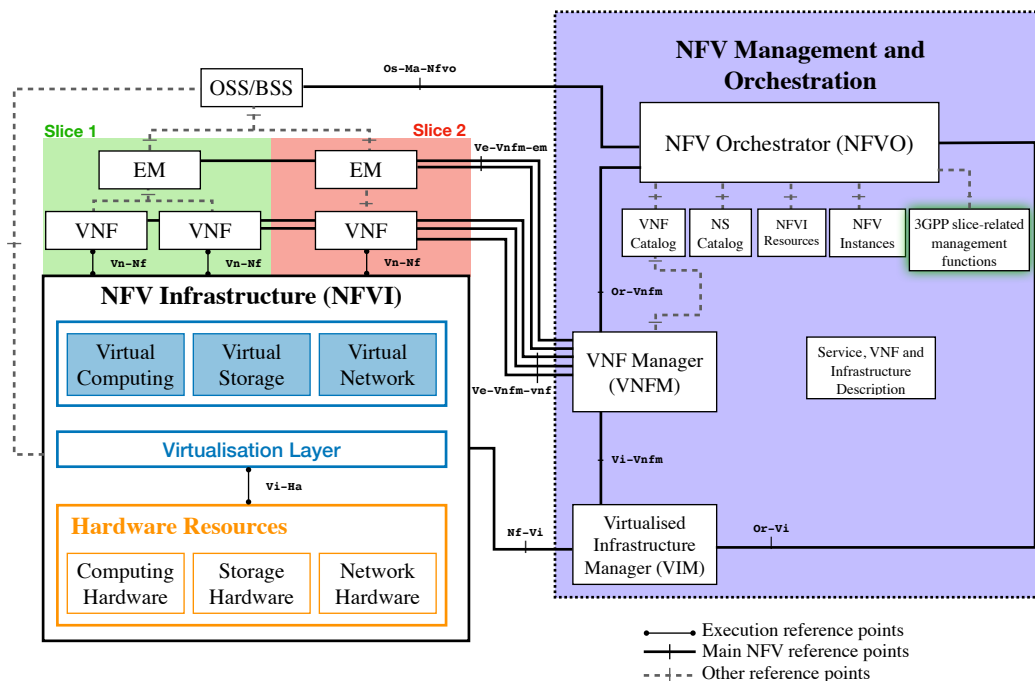 NFV Management and
Orchestration
Os-Ma-Nfvo
OSS/BSS
Slice 1
Slice 2
Ve-Vnfm-em
EM
EM
NFV Orchestrator (NFVO)
VNF
VNF
VNF
VNF
Catalog
NS
Catalog
NFVI
Resources
NFV
Instances
3GPP slice-related
management
functions
Vn-Nf
Vn-Nf
Vn-Nf
NFV Infrastructure (NFVI)
Or-Vnfm
Virtual
Computing
Virtual
Storage
Virtual
Network
VNF Manager
(VNFM)
Service, VNF and
Infrastructure
Description
Ve-Vnfm-vnf
Virtualisation Layer
Vi-Vnfm
Vi-Ha
Hardware Resources
Nf-Vi
Virtualised
Infrastructure
Manager (VIM)
Or-Vi
Computing
Hardware
Storage
Hardware
Network
Hardware
Execution reference points
Main NFV reference points
Other reference points